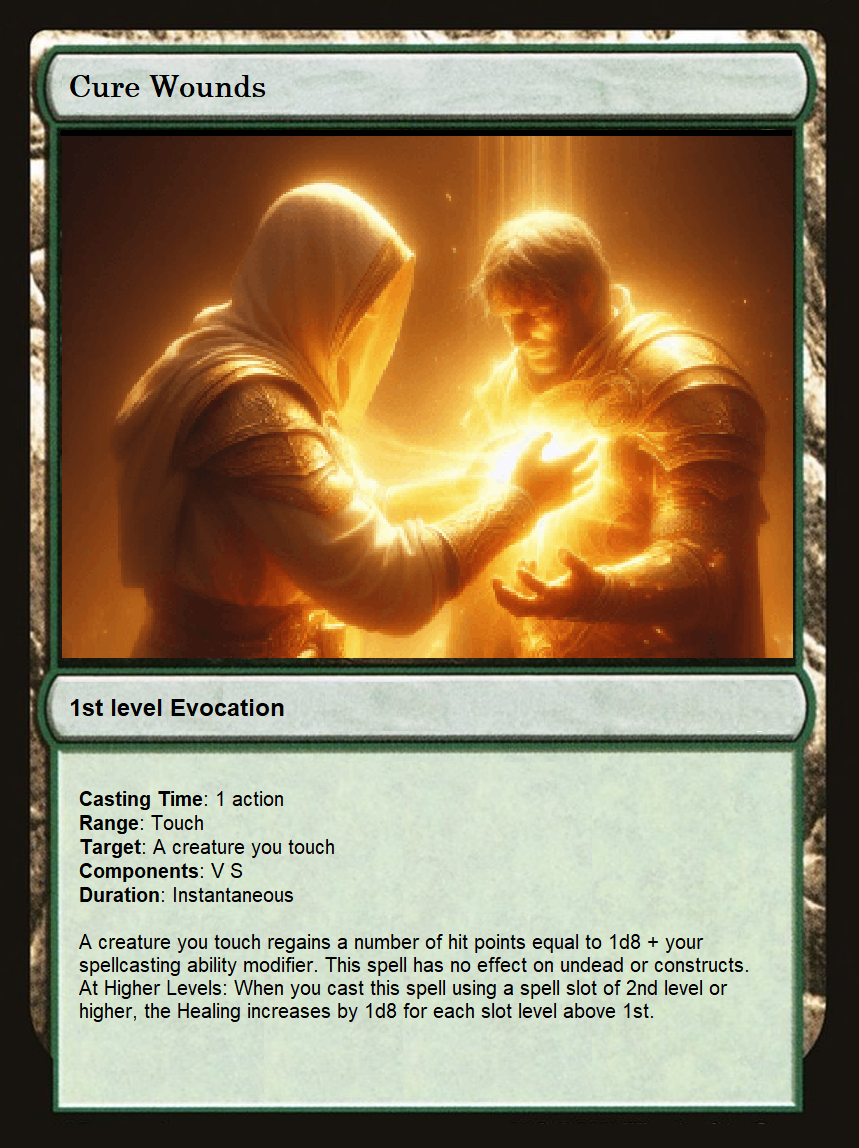 Cure Wounds
1st level Evocation
Casting Time: 1 action
Range: Touch
Target: A creature you touch
Components: V S
Duration: Instantaneous
A creature you touch regains a number of hit points equal to 1d8 + your
spellcasting ability modifier. This spell has no effect on undead or constructs.
At Higher Levels: When you cast this spell using a spell slot of 2nd level or
higher, the Healing increases by 1d8 for each slot level above 1st.